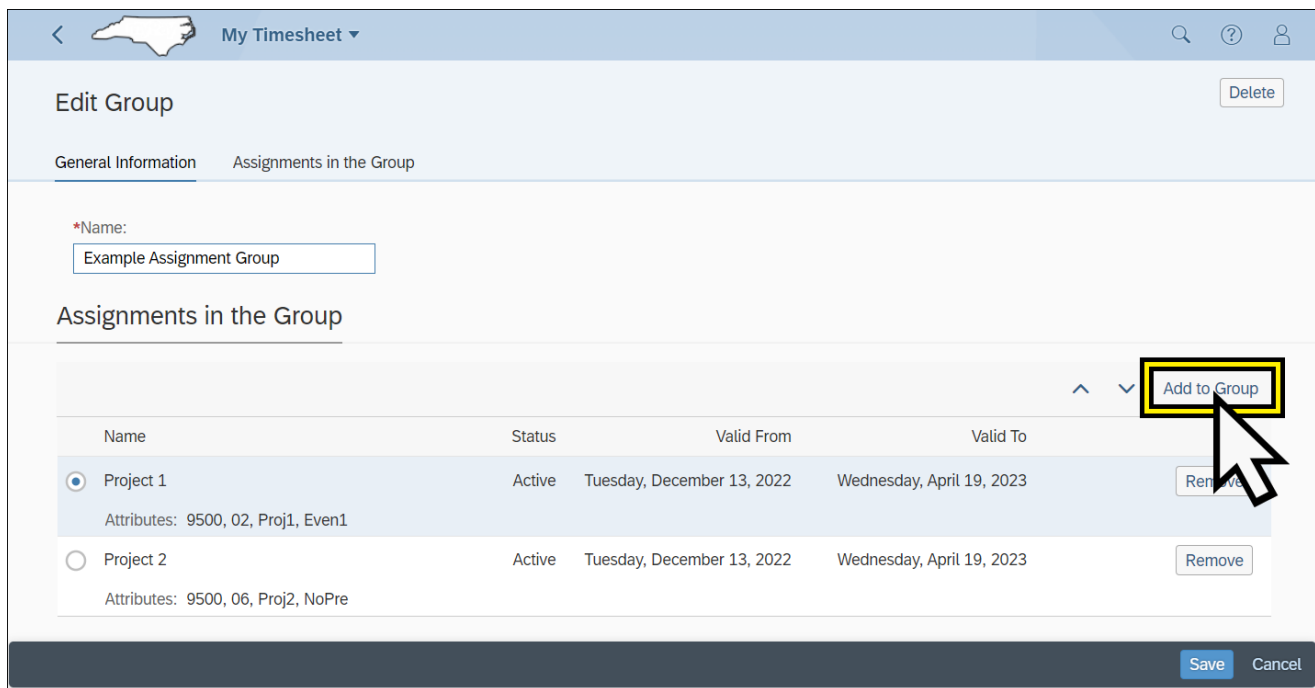 My Timesheet
Edit Group
Delete
General Information Assignments in the Group
*Name:
Example Assignment Group
Assignments in the Group
Add to Group
Name Status Valid From Valid To
Project 1 Active Tuesday, December 13, 2022 Wednesday, April 19, 2023 Remove
Attributes: 9500, 02, Proj1, Even1
Project 2 Active Tuesday, December 13, 2022 Wednesday, April 19, 2023 Remove
Attributes: 9500, 06, Proj2, NoPre
Save Cancel